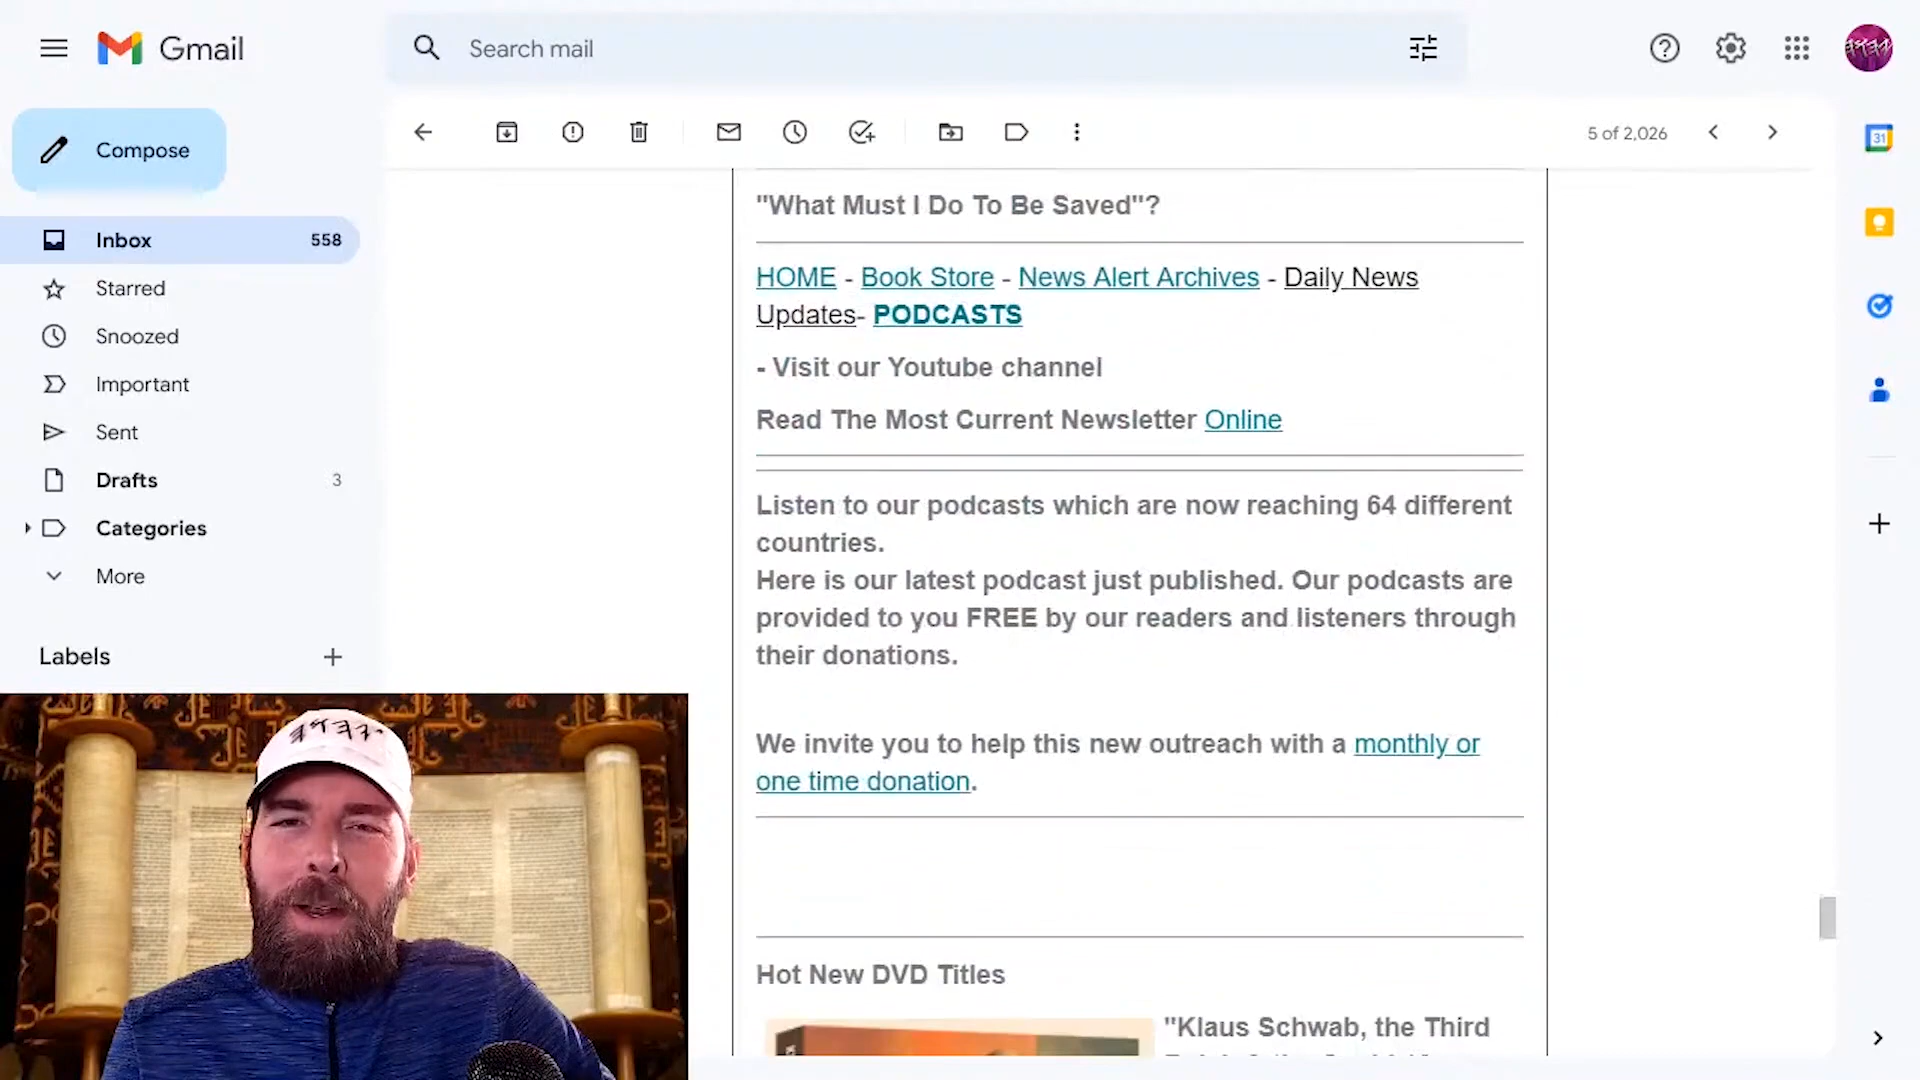 Gmail
Search mail
Compose
5 of 2,026
31
Inbox 558
Starred
Snoozed
Important
Sent
Drafts 3
Categories
More
Labels
"What Must I Do To Be Saved"?
HOME - Book Store - News Alert Archives - Daily News
Updates- PODCASTS
- Visit our Youtube channel
Read The Most Current Newsletter Online
Listen to our podcasts which are now reaching 64 different
countries.
Here is our latest podcast just published. Our podcasts are
provided to you FREE by our readers and listeners through
their donations.
We invite you to help this new outreach with a monthly or
one time donation.
Hot New DVD Titles
"Klaus Schwab, the Third